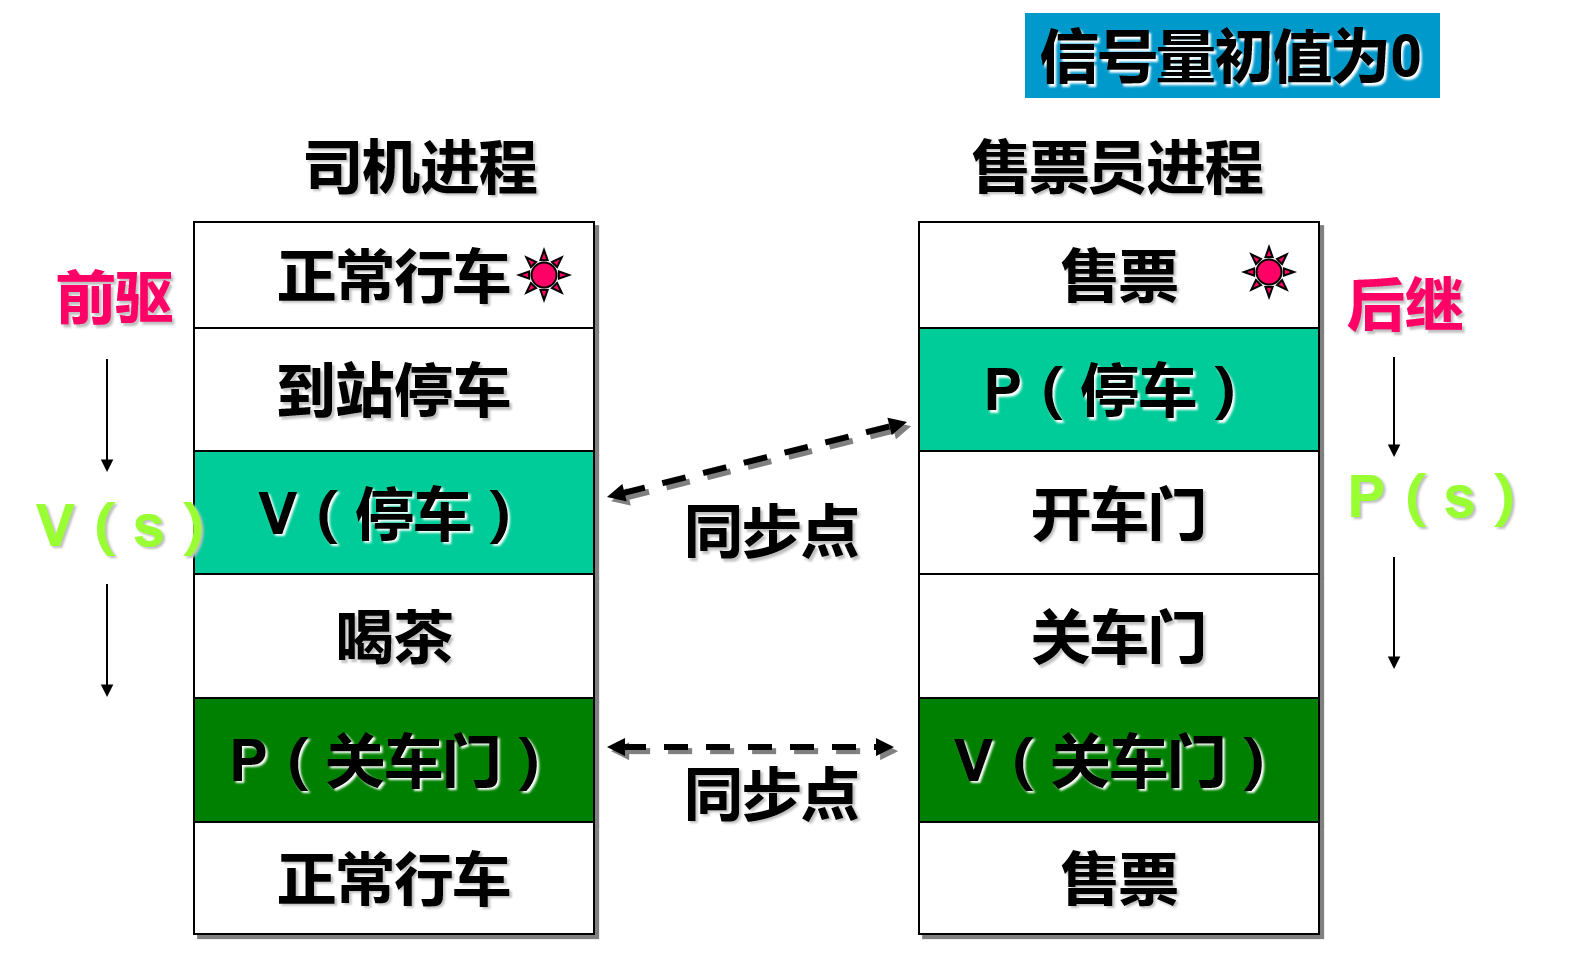 信号量初值为0
司机进程
售票员进程
前驱
V（s）
正常行车
到站停车
V（停车）
喝茶
P（关车门）
正常行车
同步点
同步点
售票
P（停车）
开车门
关车门
V（关车门）
售票
后继
P（s）